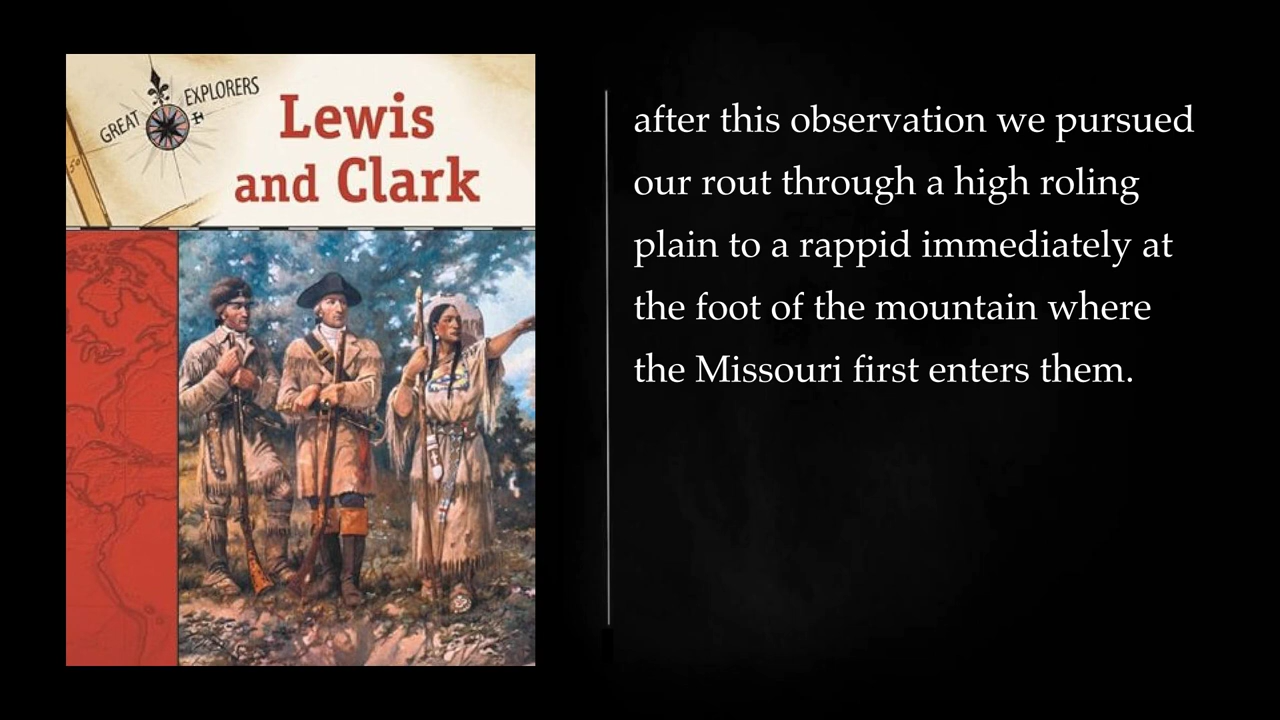 GREAT EXPLORERS
Lewis
and Clark
after this observation we pursued
our rout through a high roling
plain to a rappid immediately at
the foot of the mountain where
the Missouri first enters them.